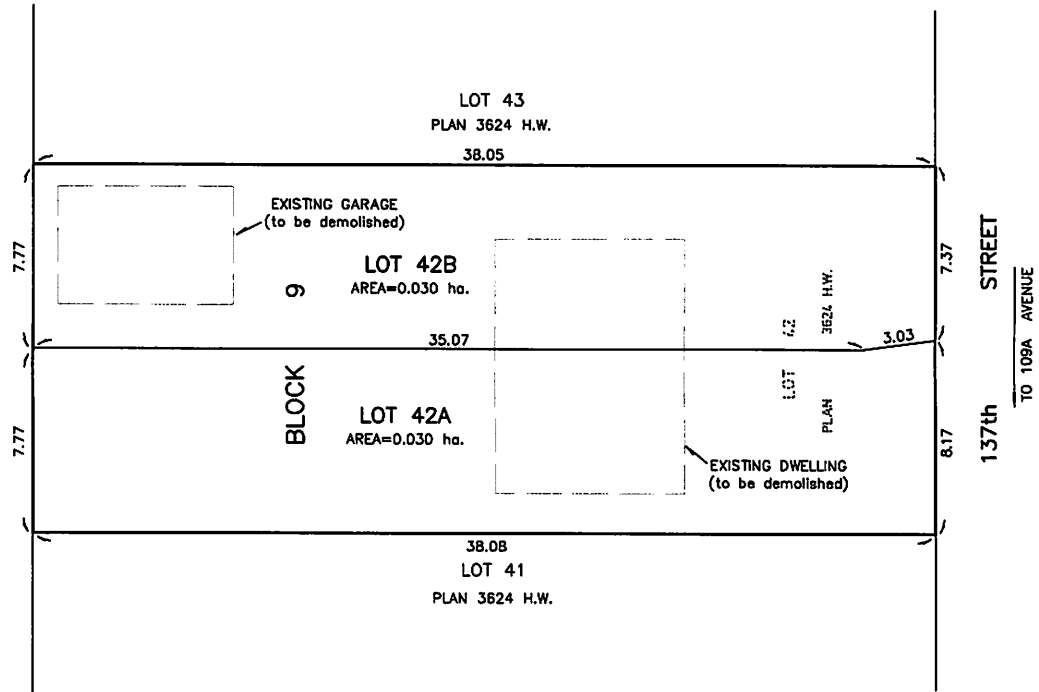 LOT 43
PLAN 3624 H.W.
38.05
EXISTING GARAGE
(to be demolished)
7.77
LOT 42B
AREA=0.030 ha.
9
LOT 42
PLAN 3624 H.W.
7.37
137th STREET
TO 109A AVENUE
35.07
3.03
BLOCK
7.77
LOT 42A
AREA=0.030 ha.
8.17
EXISTING DWELLING
(to be demolished)
38.08
LOT 41
PLAN 3624 H.W.